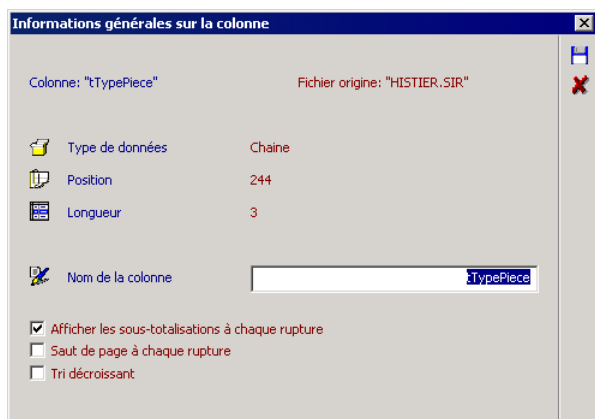 Informations générales sur la colonne
Colonne: "tTypePiece" Fichier origine: "HISTIER.SIR"
Type de données Chaine
Position 244
Longueur 3
Nom de la colonne tTypePiece
Afficher les sous-totalisations à chaque rupture
Saut de page à chaque rupture
Tri décroissant